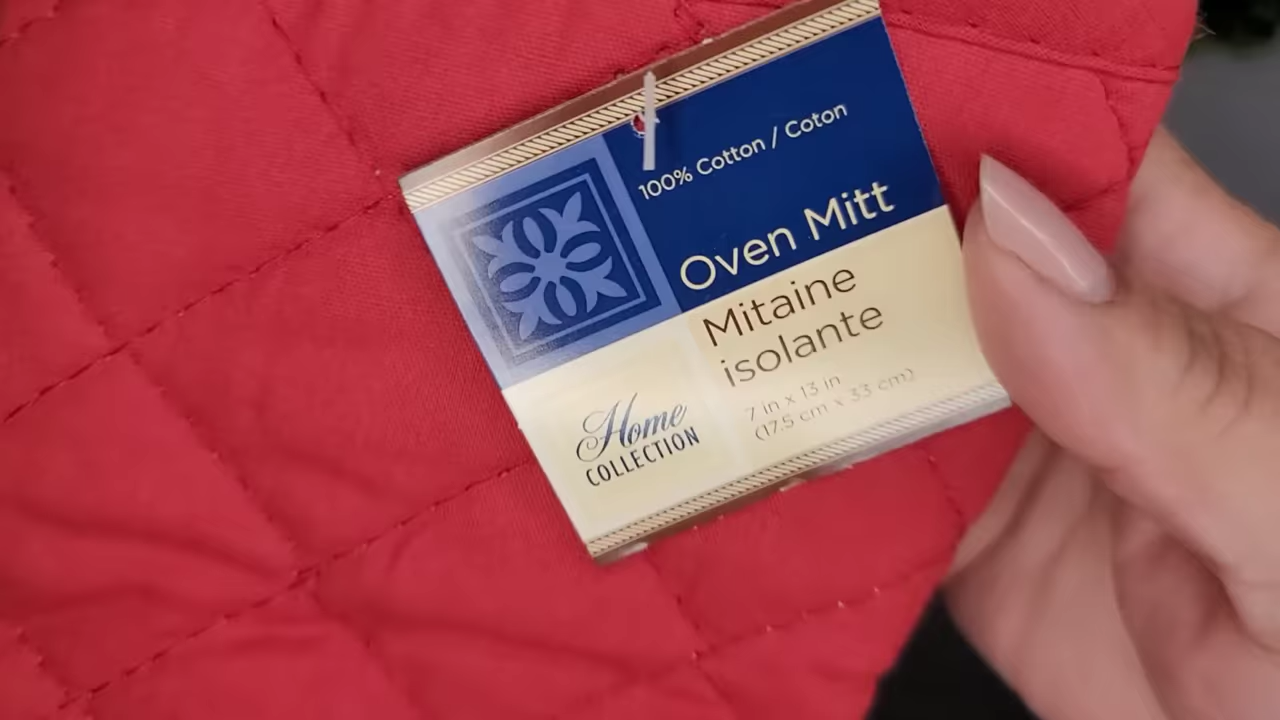 100% Cotton / Coton
Oven Mitt
Mitaine
isolante
7 in x 13 in
(17.5 cm x 33 cm)
Home
COLLECTION